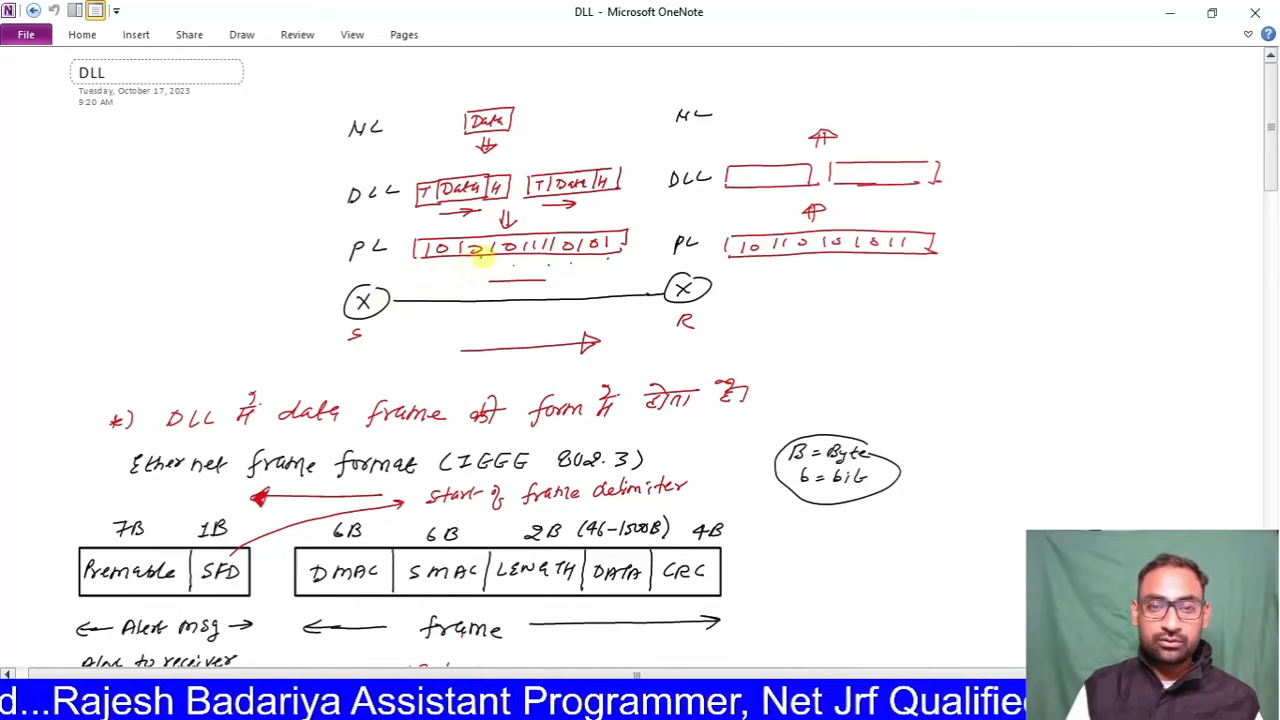 DLL - Microsoft OneNote
File Home Insert Share Draw Review View Pages
DLL
Tuesday, October 17, 2023
9:20 AM
NL Data NL
DLL T Data H T Data H DLL
PL 1010101110101 PL 10110101011
X X
S R
*) DLL में data frame की form में होता है
Ethernet frame format (IEEE 802.3)
B = Byte
b = bit
start of frame delimiter
7B 1B 6B 6B 2B (46-1500B) 4B
Premable SFD DMAC SMAC LENGTH DATA CRC
Alert msg frame
Alert to receiver
d...Rajesh Badariya Assistant Programmer, Net Jrf Qualified